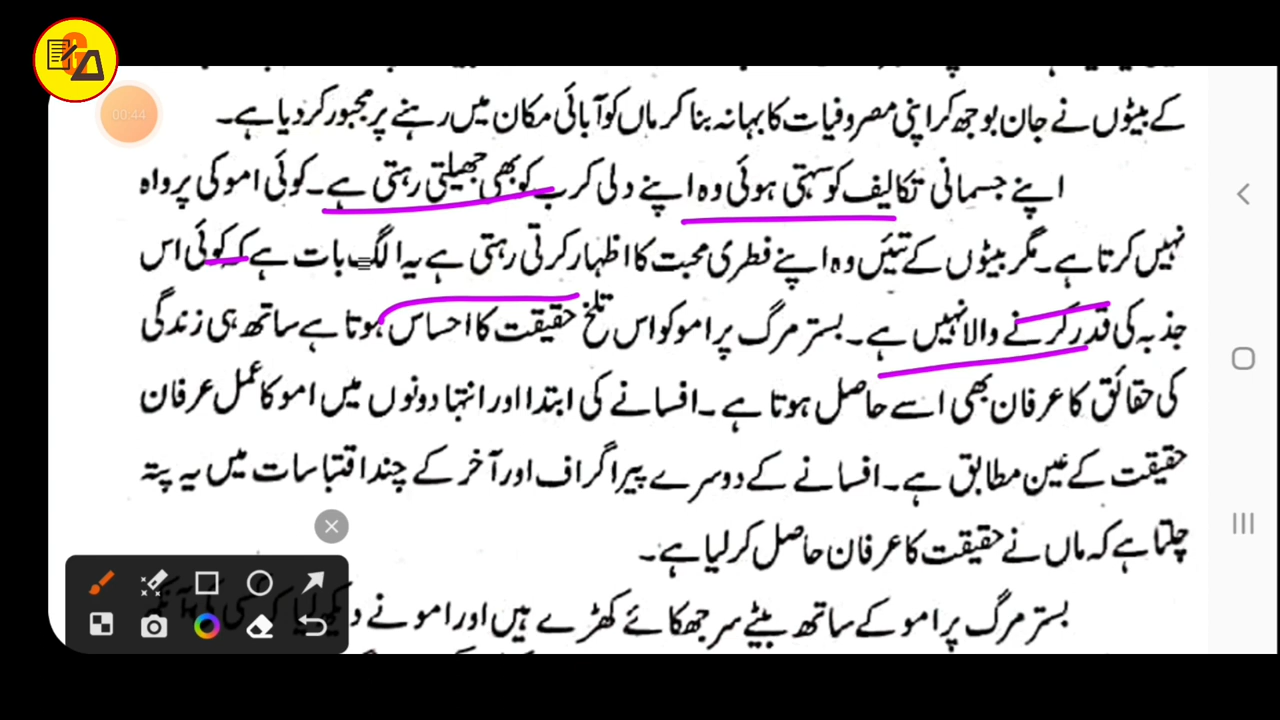 00:44
کے بیٹوں نے جان بوجھ کر اپنی مصروفیات کا بہانہ بنا کر ماں کو آبائی مکان میں رہنے پر مجبور کر دیا ہے۔
اپنے جسمانی تکالیف کو سہتی ہوئی وہ اپنے دلی کرب کو بھی جھیلتی رہتی ہے۔ کوئی امو کی پرواہ
نہیں کرتا ہے۔ مگر بیٹوں کے تئیں وہ اپنے فطری محبت کا اظہار کرتی رہتی ہے یہ الگ بات ہے کہ کوئی اس
جذبہ کی قدر کرنے والا نہیں ہے۔ بستر مرگ پر امو کو اس تلخ حقیقت کا احساس ہوتا ہے ساتھ ہی زندگی
کی حقائق کا عرفان بھی اسے حاصل ہوتا ہے۔ افسانے کی ابتدا اور انتہا دونوں میں امو کا عمل عرفان
حقیقت کے عین مطابق ہے۔ افسانے کے دوسرے پیراگراف اور آخر کے چند اقتباسات میں یہ پتہ
چلتا ہے کہ ماں نے حقیقت کا عرفان حاصل کر لیا ہے۔
بستر مرگ پر امو کے ساتھ بیٹے سر جھکائے کھڑے ہیں اور امو نے دیکھ لیا